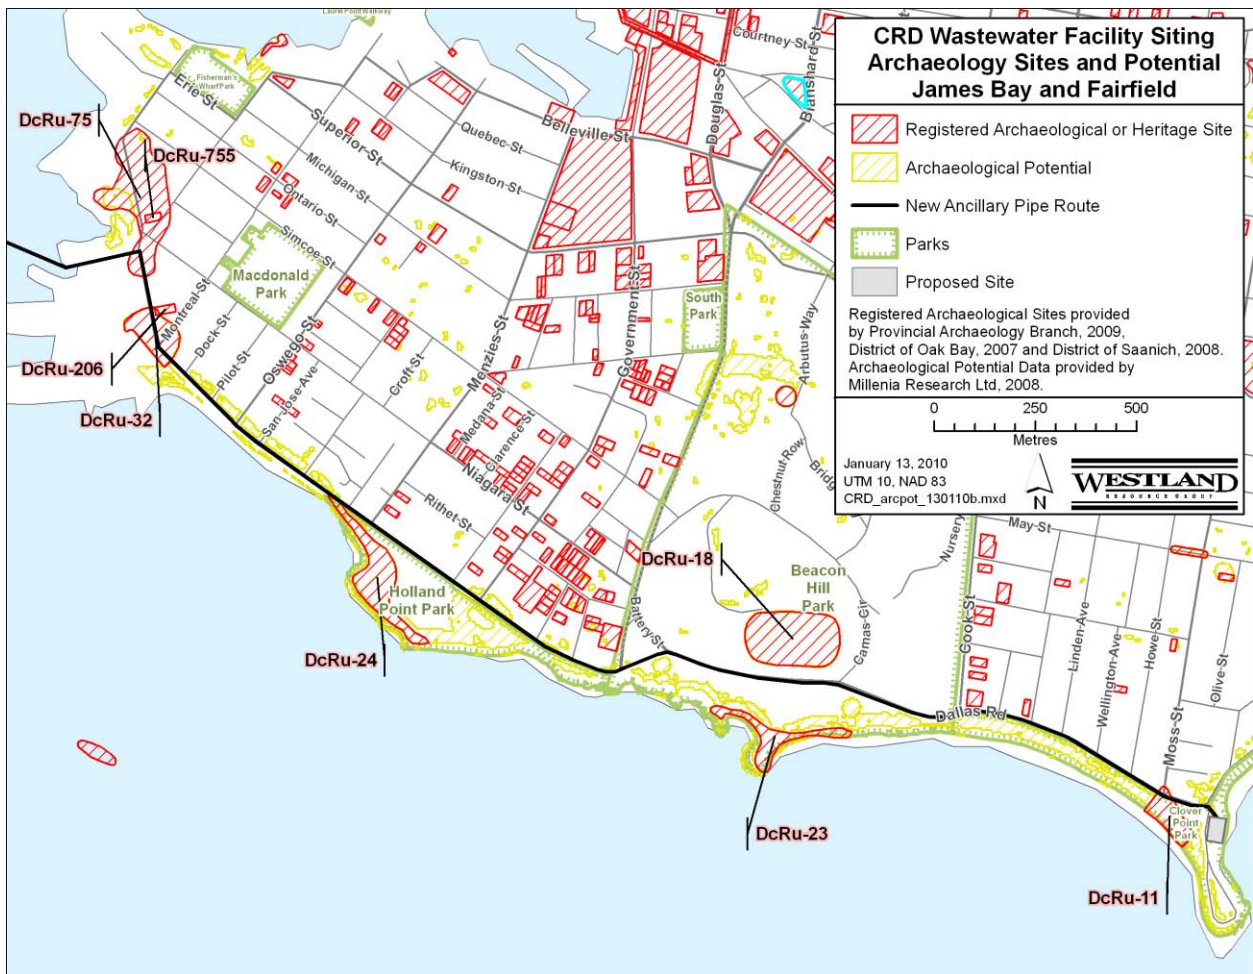 CRD Wastewater Facility Siting
Archaeology Sites and Potential
James Bay and Fairfield
Registered Archaeological or Heritage Site
Archaeological Potential
New Ancillary Pipe Route
Parks
Proposed Site
Registered Archaeological Sites provided
by Provincial Archaeology Branch, 2009,
District of Oak Bay, 2007 and District of Saanich, 2008.
Archaeological Potential Data provided by
Millenia Research Ltd, 2008.
0 250 500
Metres
January 13, 2010
UTM 10, NAD 83
CRD_arcpot_130110b.mxd
N
WESTLAND
RESOURCE GROUP
Laurel Point Walkway
Fisherman's
Wharf Park
Erie St
Superior-St
Courtney-St
Douglas-St
Blanshard-St
DcRu-75
DcRu-755
Quebec-St
Belleville St
Kingston-St
Michigan-St
Ontario-St
Simcoe-St
Macdonald
Park
Montreal-St
Dock-St
Pilot-St
Oswego-St
San-Jose-Ave
Croft-St
Menzies-St
Government-St
South
Park
Arbutus-Way
DcRu-206
DcRu-32
Medana-St
Clarence-St
Niagara-St
Rithet-St
Chestnut-Row
Bridg
Nursery
May-St
DcRu-18
Beacon
Hill
Park
Holland
Point Park
Battery-St
Camas-Cir
Cook-St
Linden-Ave
Wellington-Ave
Howe-St
Olive-St
Moss-St
DcRu-24
Dallas Rd
DcRu-23
Clover
Point
Park
DcRu-11